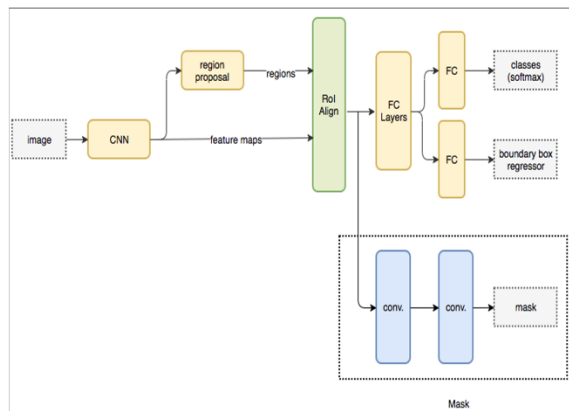 region
proposal
regions
RoI
Align
FC
Layers
FC
classes
(softmax)
image
CNN
feature maps
FC
boundary box
regressor
conv.
conv.
mask
Mask